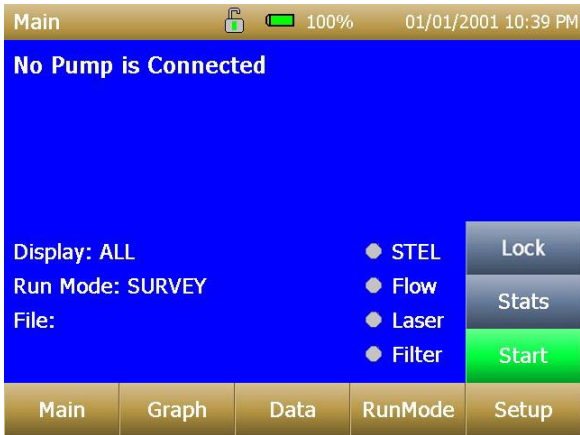 Main 100% 01/01/2001 10:39 PM
No Pump is Connected
Display: ALL
Run Mode: SURVEY
File:
STEL
Flow
Laser
Filter
Lock
Stats
Start
Main Graph Data RunMode Setup